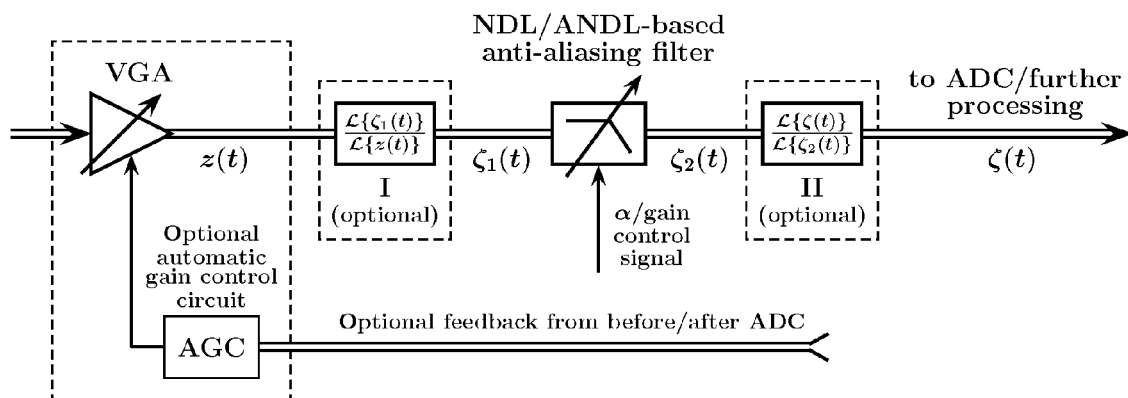 NDL/ANDL-based
anti-aliasing filter
VGA
to ADC/further
processing
ℒ{ζ₁(t)}
ℒ{z(t)}
ℒ{ζ(t)}
ℒ{ζ₂(t)}
z(t)
ζ₁(t)
ζ₂(t)
ζ(t)
I
(optional)
II
(optional)
α/gain
control
signal
Optional
automatic
gain control
circuit
Optional feedback from before/after ADC
AGC